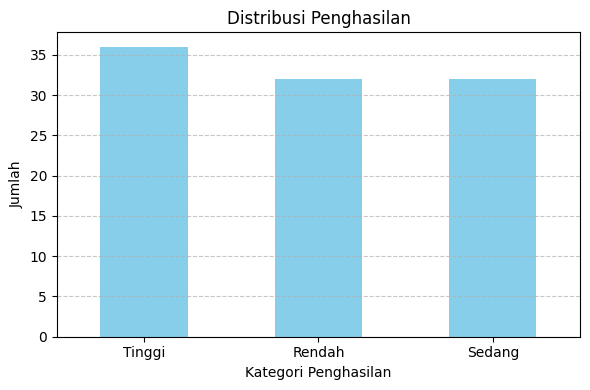 Distribusi Penghasilan
Jumlah
35
30
25
20
15
10
5
0
Tinggi
Rendah
Sedang
Kategori Penghasilan